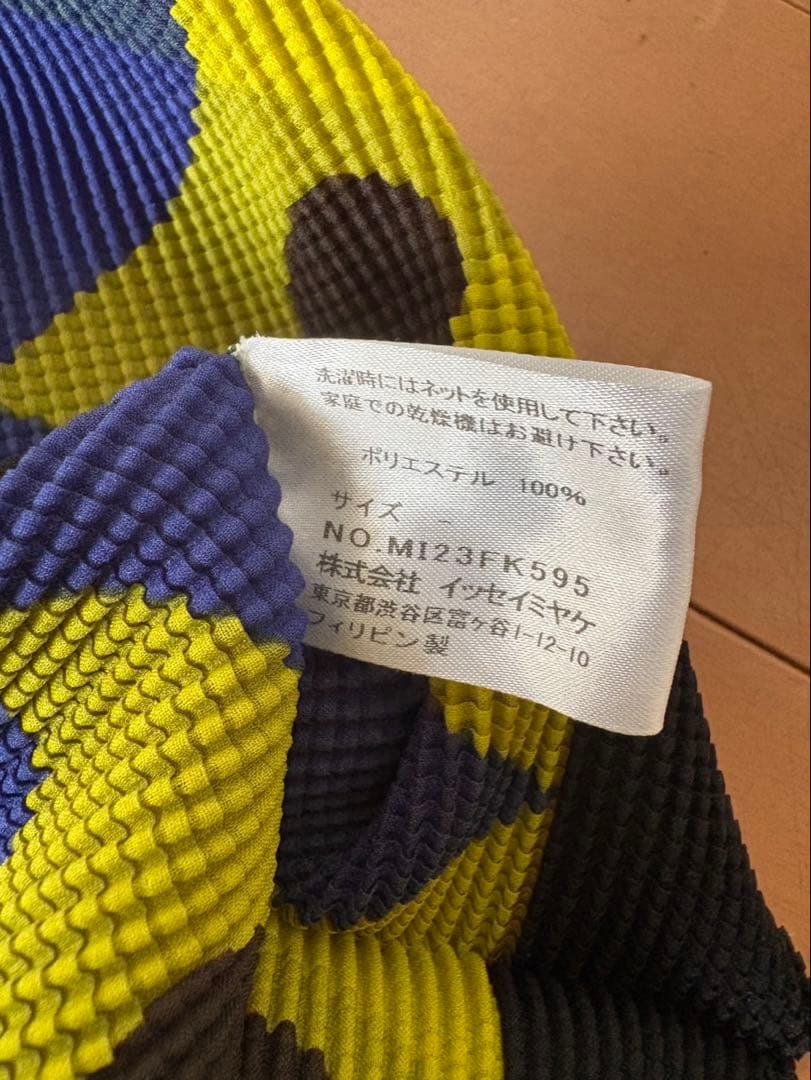 洗濯時にはネットを使用して下さい。
家庭での乾燥機はお避け下さい。
ポリエステル 100%
サイズ –
NO.MI23FK595
株式会社 イッセイミヤケ
東京都渋谷区富ヶ谷1-12-10
フィリピン製